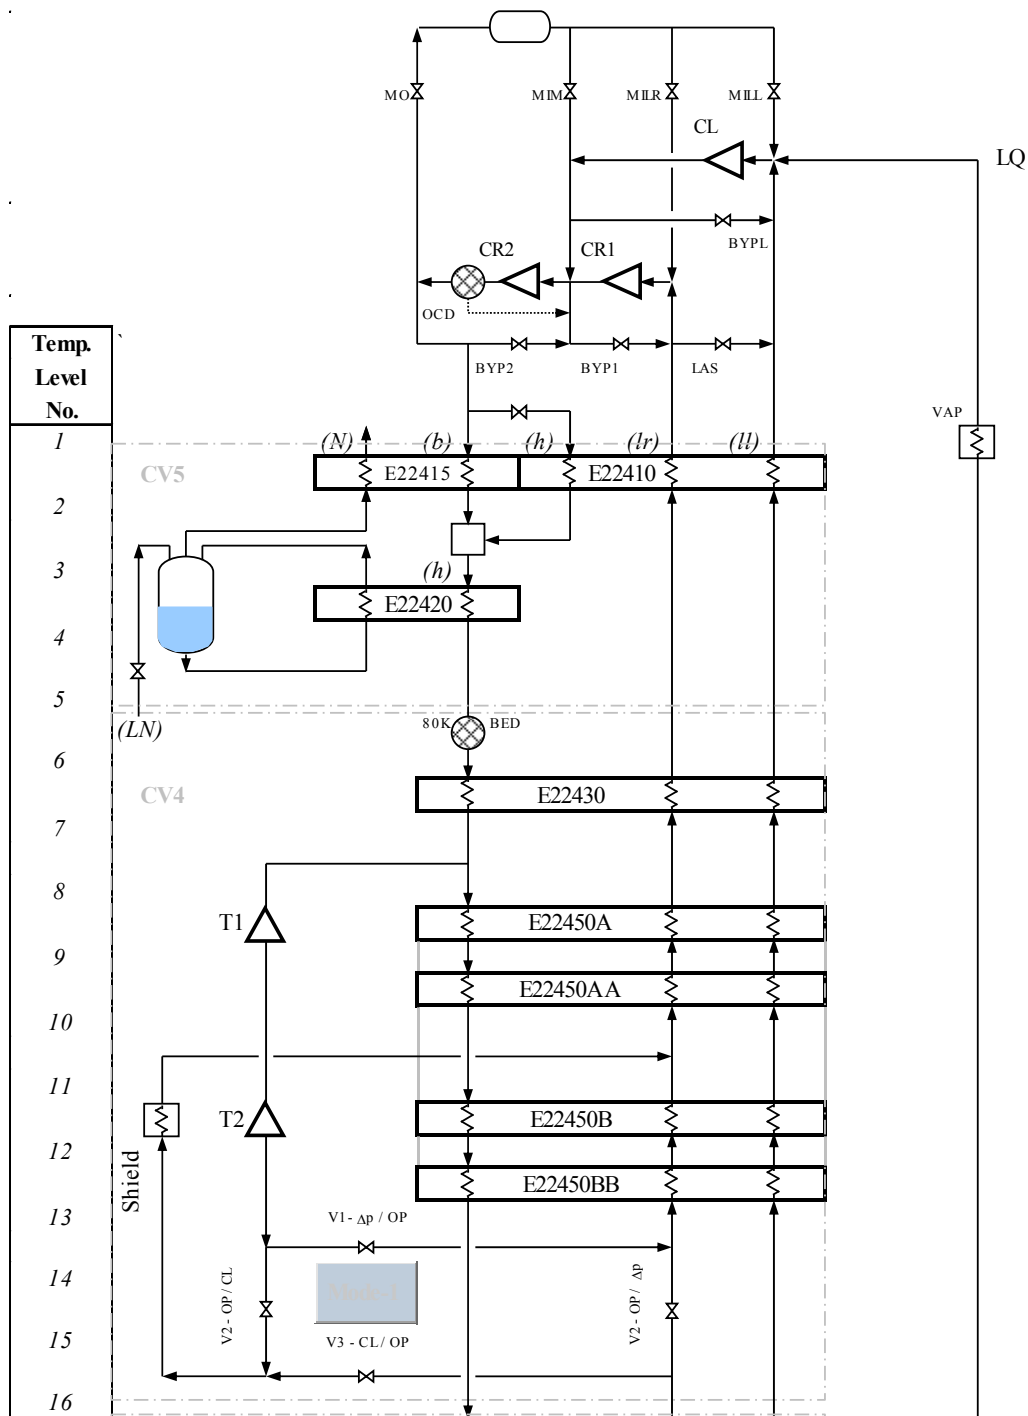 MO
MIM
MILR
MILL
CL
LQ
BYPL
CR2
CR1
OCD
BYP2
BYP1
LAS
VAP
Temp.
Level
No.
1
2
3
4
5
6
7
8
9
10
11
12
13
14
15
16
(N)
(b)
(h)
(lr)
(ll)
CV5
E22415
E22410
(h)
E22420
(LN)
80K
BED
CV4
E22430
T1
E22450A
E22450AA
T2
E22450B
Shield
E22450BB
V1 - Δp / OP
V2 - OP / CL
V3 - CL / OP
V2 - OP / Δp